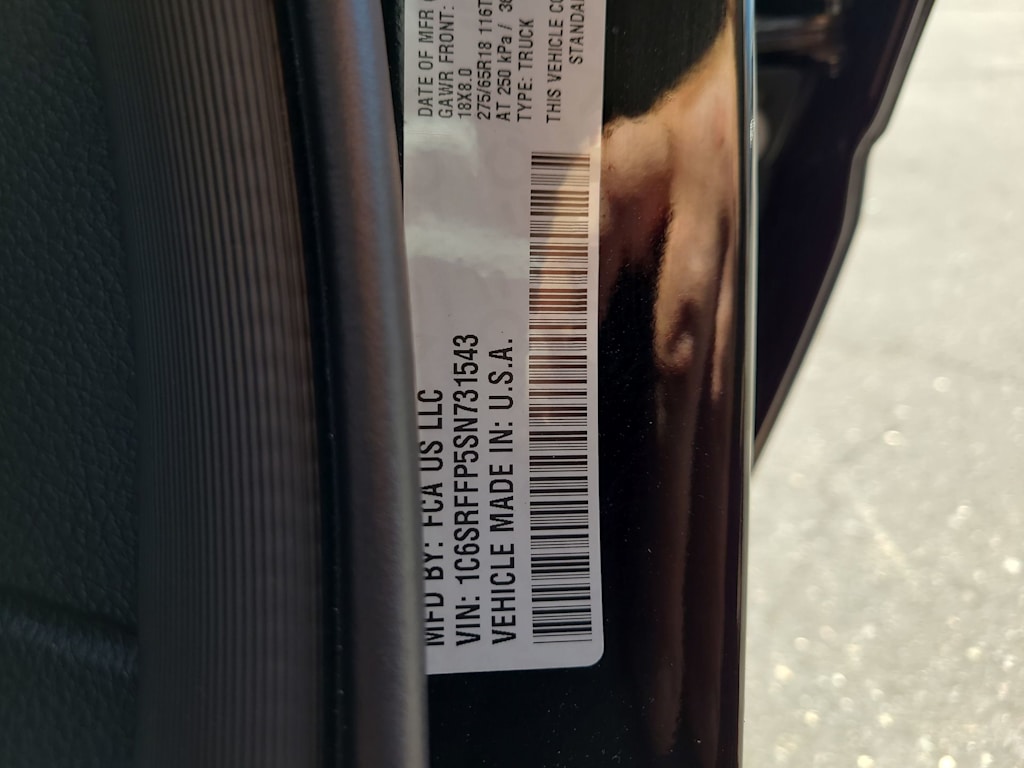 MFD BY: FCA US LLC
VIN: 1C6SRFFP5SN731543
VEHICLE MADE IN: U.S.A.
DATE OF MFR
GAWR FRONT:
18X8.0
275/65R18 116T
AT 250 kPa /
TYPE: TRUCK
THIS VEHICLE CO
STANDA